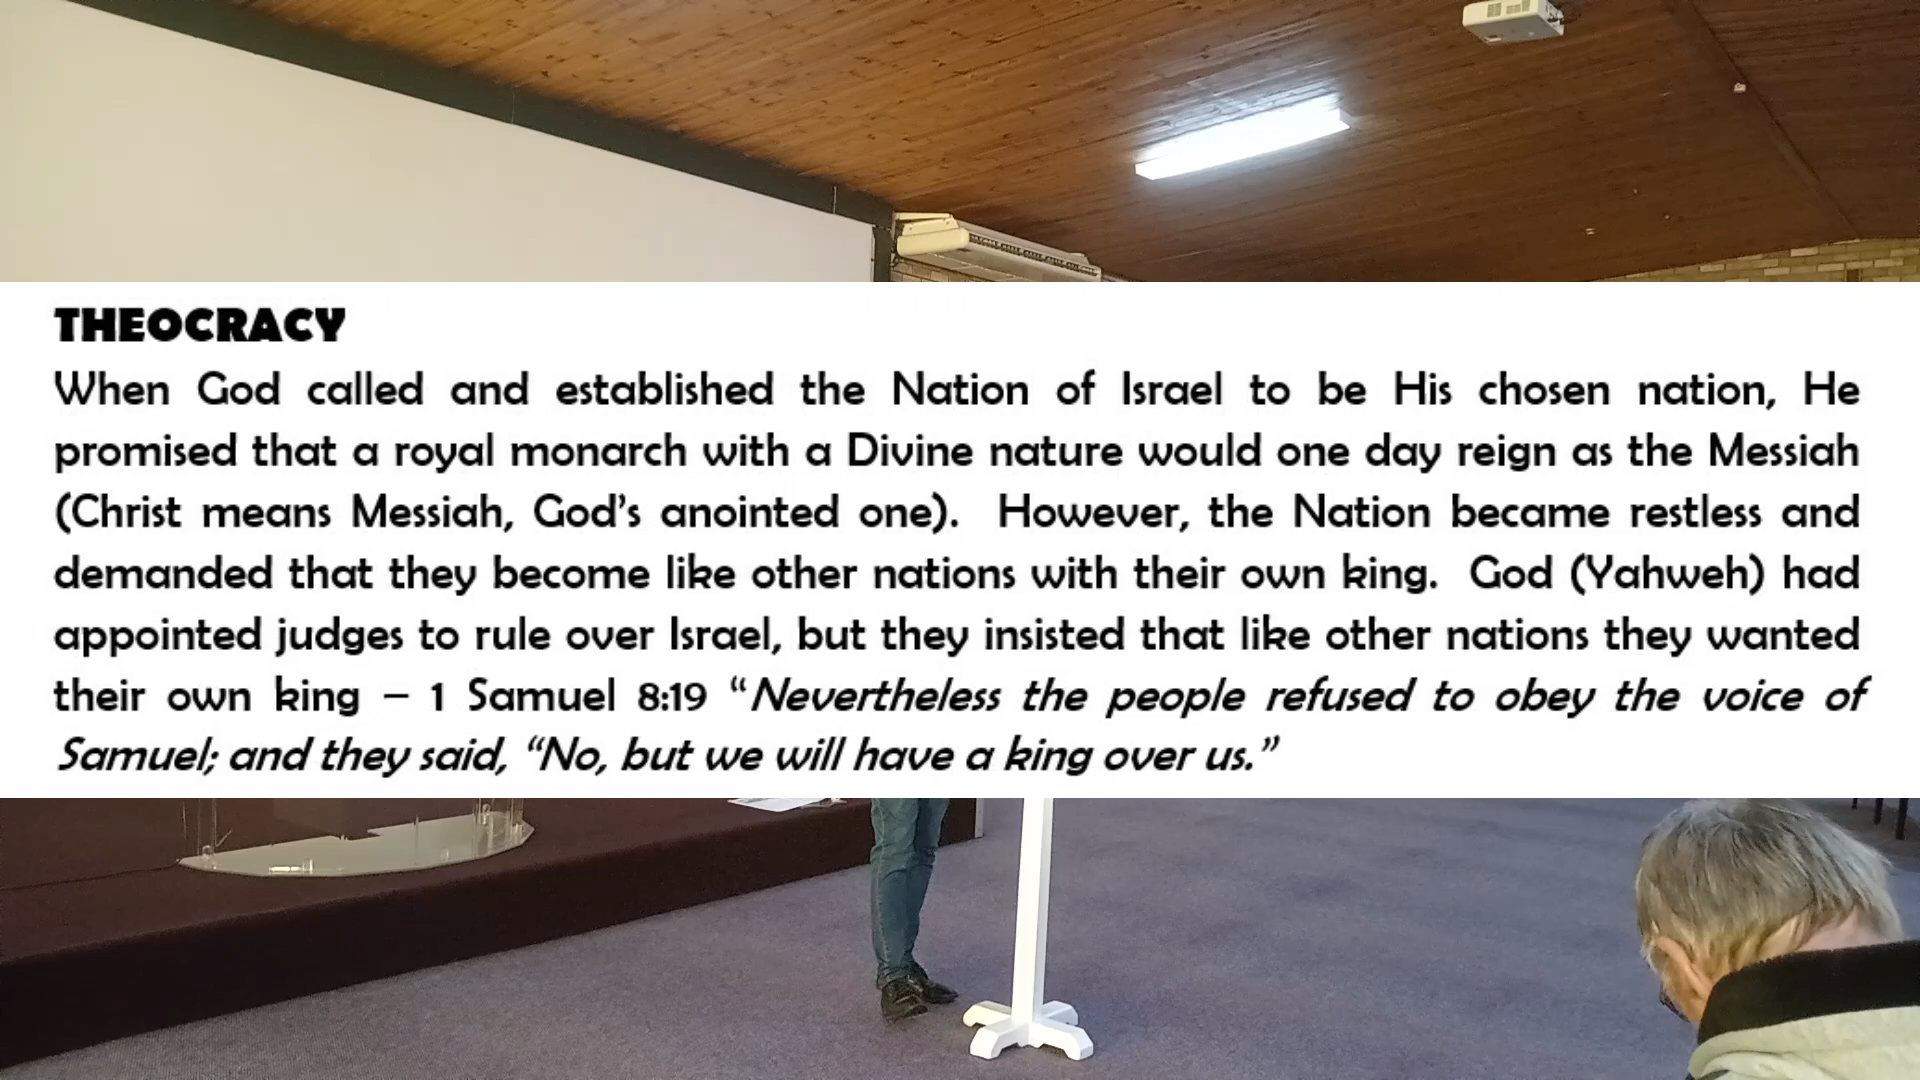 THEOCRACY
When God called and established the Nation of Israel to be His chosen nation, He
promised that a royal monarch with a Divine nature would one day reign as the Messiah
(Christ means Messiah, God’s anointed one).  However, the Nation became restless and
demanded that they become like other nations with their own king.  God (Yahweh) had
appointed judges to rule over Israel, but they insisted that like other nations they wanted
their own king – 1 Samuel 8:19 “Nevertheless the people refused to obey the voice of
Samuel; and they said, “No, but we will have a king over us.”